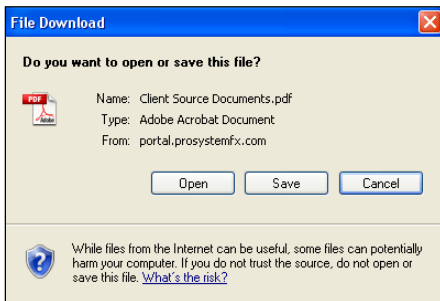 File Download
Do you want to open or save this file?
PDF
Adobe
Name: Client Source Documents.pdf
Type: Adobe Acrobat Document
From: portal.prosystemfx.com
Open Save Cancel
While files from the Internet can be useful, some files can potentially
harm your computer. If you do not trust the source, do not open or
save this file. What's the risk?